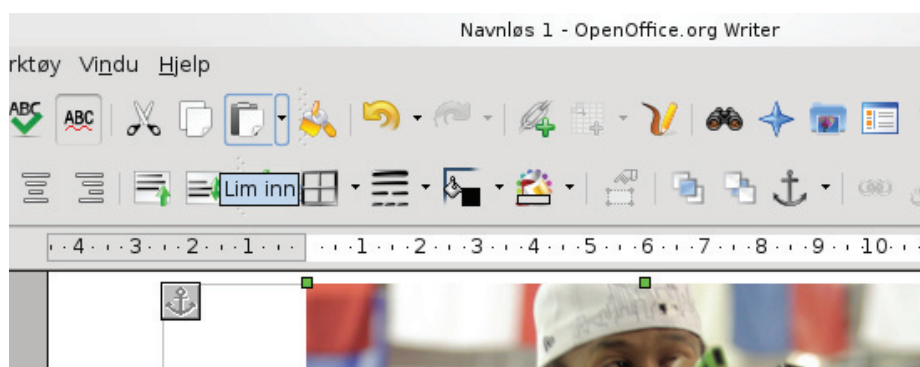 Navnløs 1 - OpenOffice.org Writer
rktøy Vindu Hjelp
ABC ABC
Lim inn
4 3 2 1 1 2 3 4 5 6 7 8 9 10